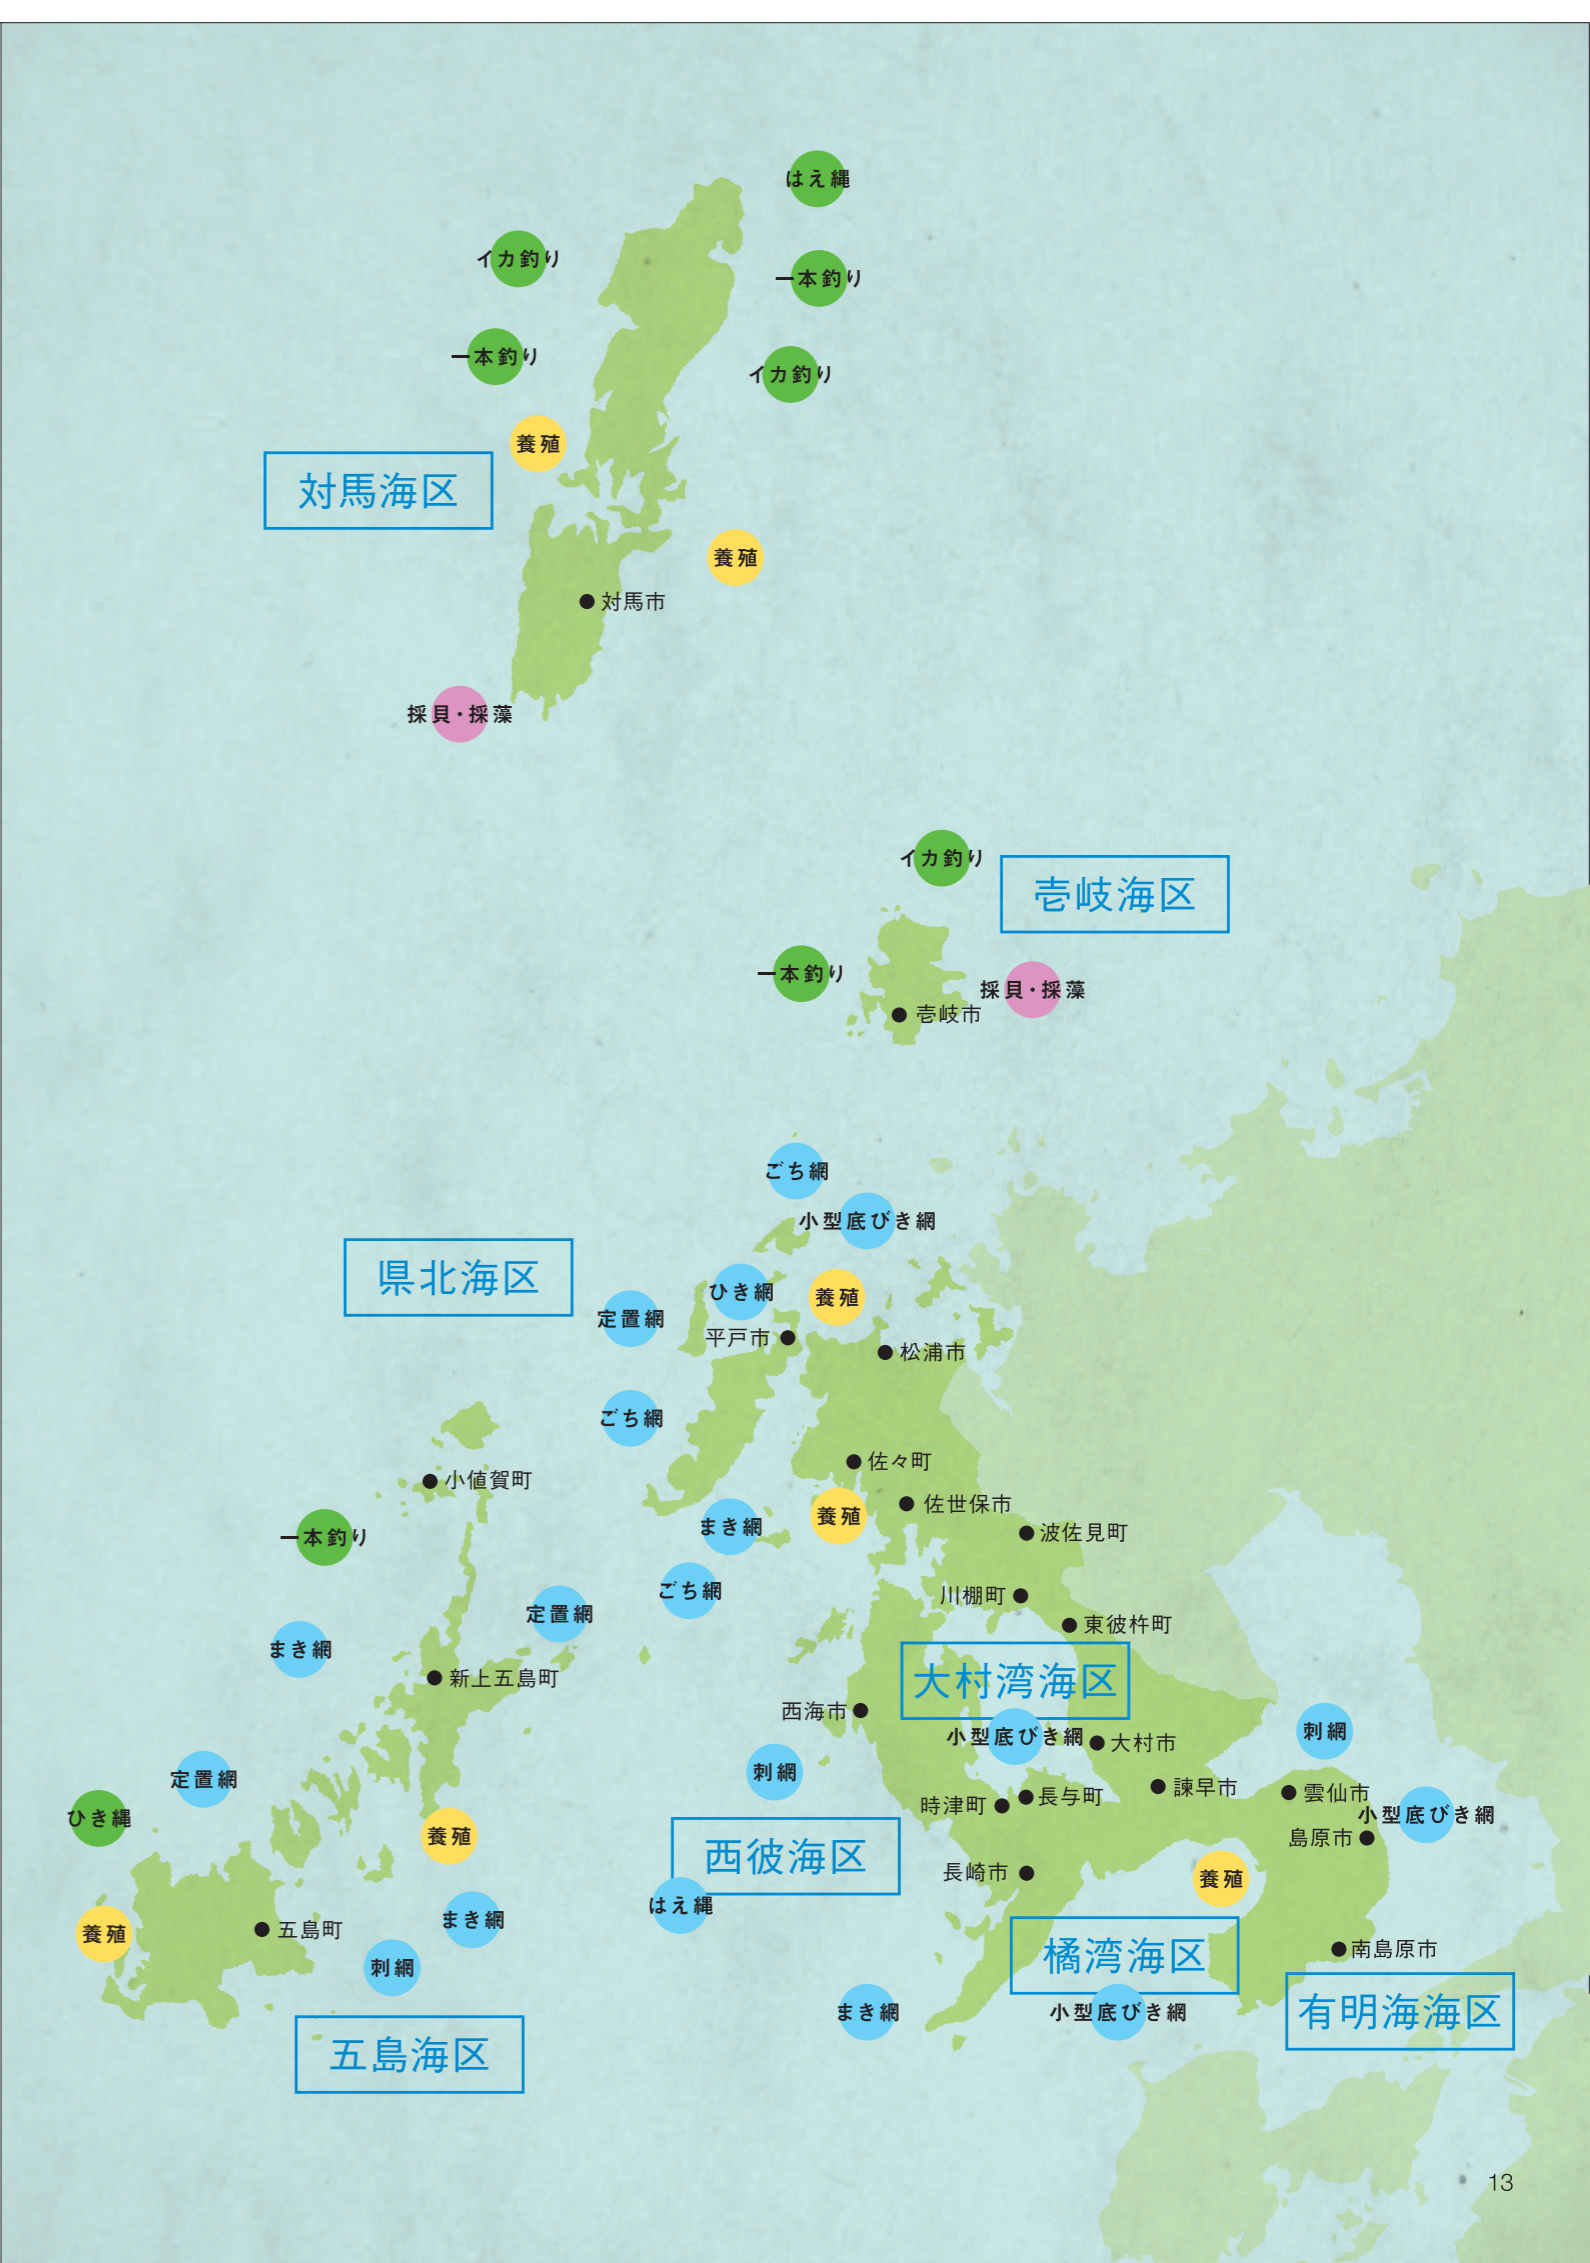 はえ縄
イカ釣り
一本釣り
一本釣り
イカ釣り
養殖
対馬海区
養殖
対馬市
採貝・採藻
イカ釣り
壱岐海区
一本釣り
採貝・採藻
壱岐市
ごち網
小型底びき網
県北海区
ひき網
養殖
定置網
平戸市
松浦市
ごち網
佐々町
小値賀町
佐世保市
養殖
まき網
波佐見町
一本釣り
ごち網
川棚町
定置網
東彼杵町
まき網
新上五島町
大村湾海区
西海市
刺網
小型底びき網
大村市
刺網
定置網
諫早市
雲仙市
長与町
時津町
小型底びき網
ひき縄
養殖
島原市
西彼海区
長崎市
養殖
はえ縄
まき網
五島町
養殖
南島原市
橘湾海区
刺網
まき網
小型底びき網
有明海海区
五島海区
13